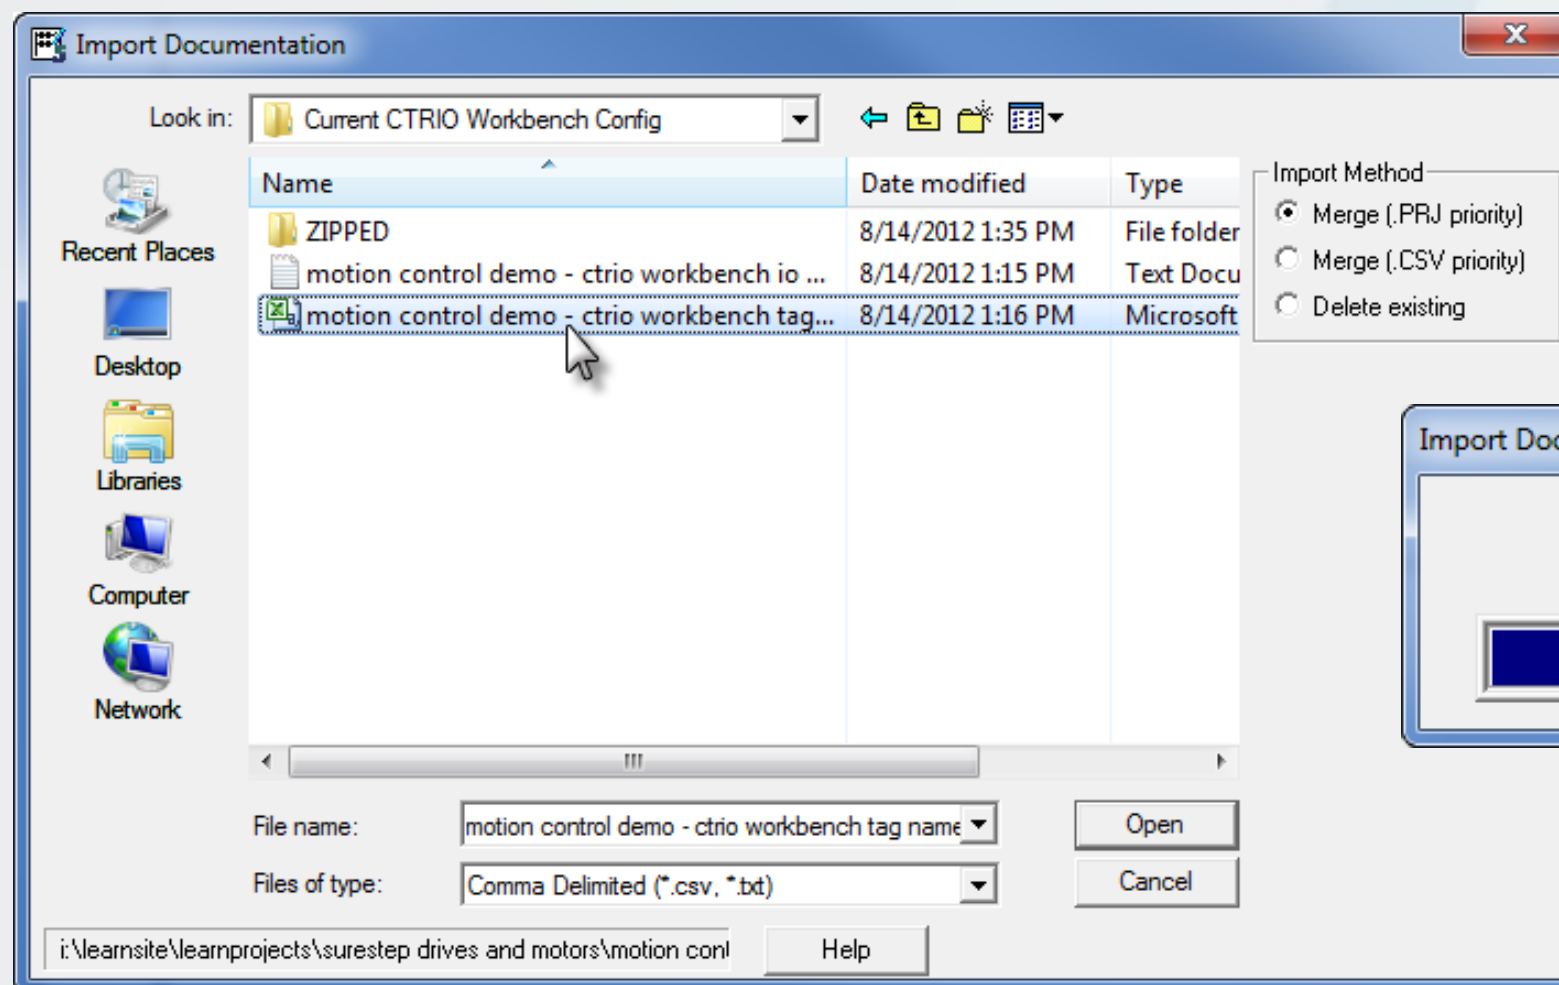 Import Documentation
Look in: Current CTRIO Workbench Config
Name Date modified Type
ZIPPED 8/14/2012 1:35 PM File folder
motion control demo - ctrio workbench io ... 8/14/2012 1:15 PM Text Docu
motion control demo - ctrio workbench tag... 8/14/2012 1:16 PM Microsoft
Recent Places
Desktop
Libraries
Computer
Network
Import Method
Merge (.PRJ priority)
Merge (.CSV priority)
Delete existing
Import Doc
File name: motion control demo - ctrio workbench tag name Open
Files of type: Comma Delimited (*.csv, *.txt) Cancel
i:\learnsite\learnprojects\surestep drives and motors\motion cont Help